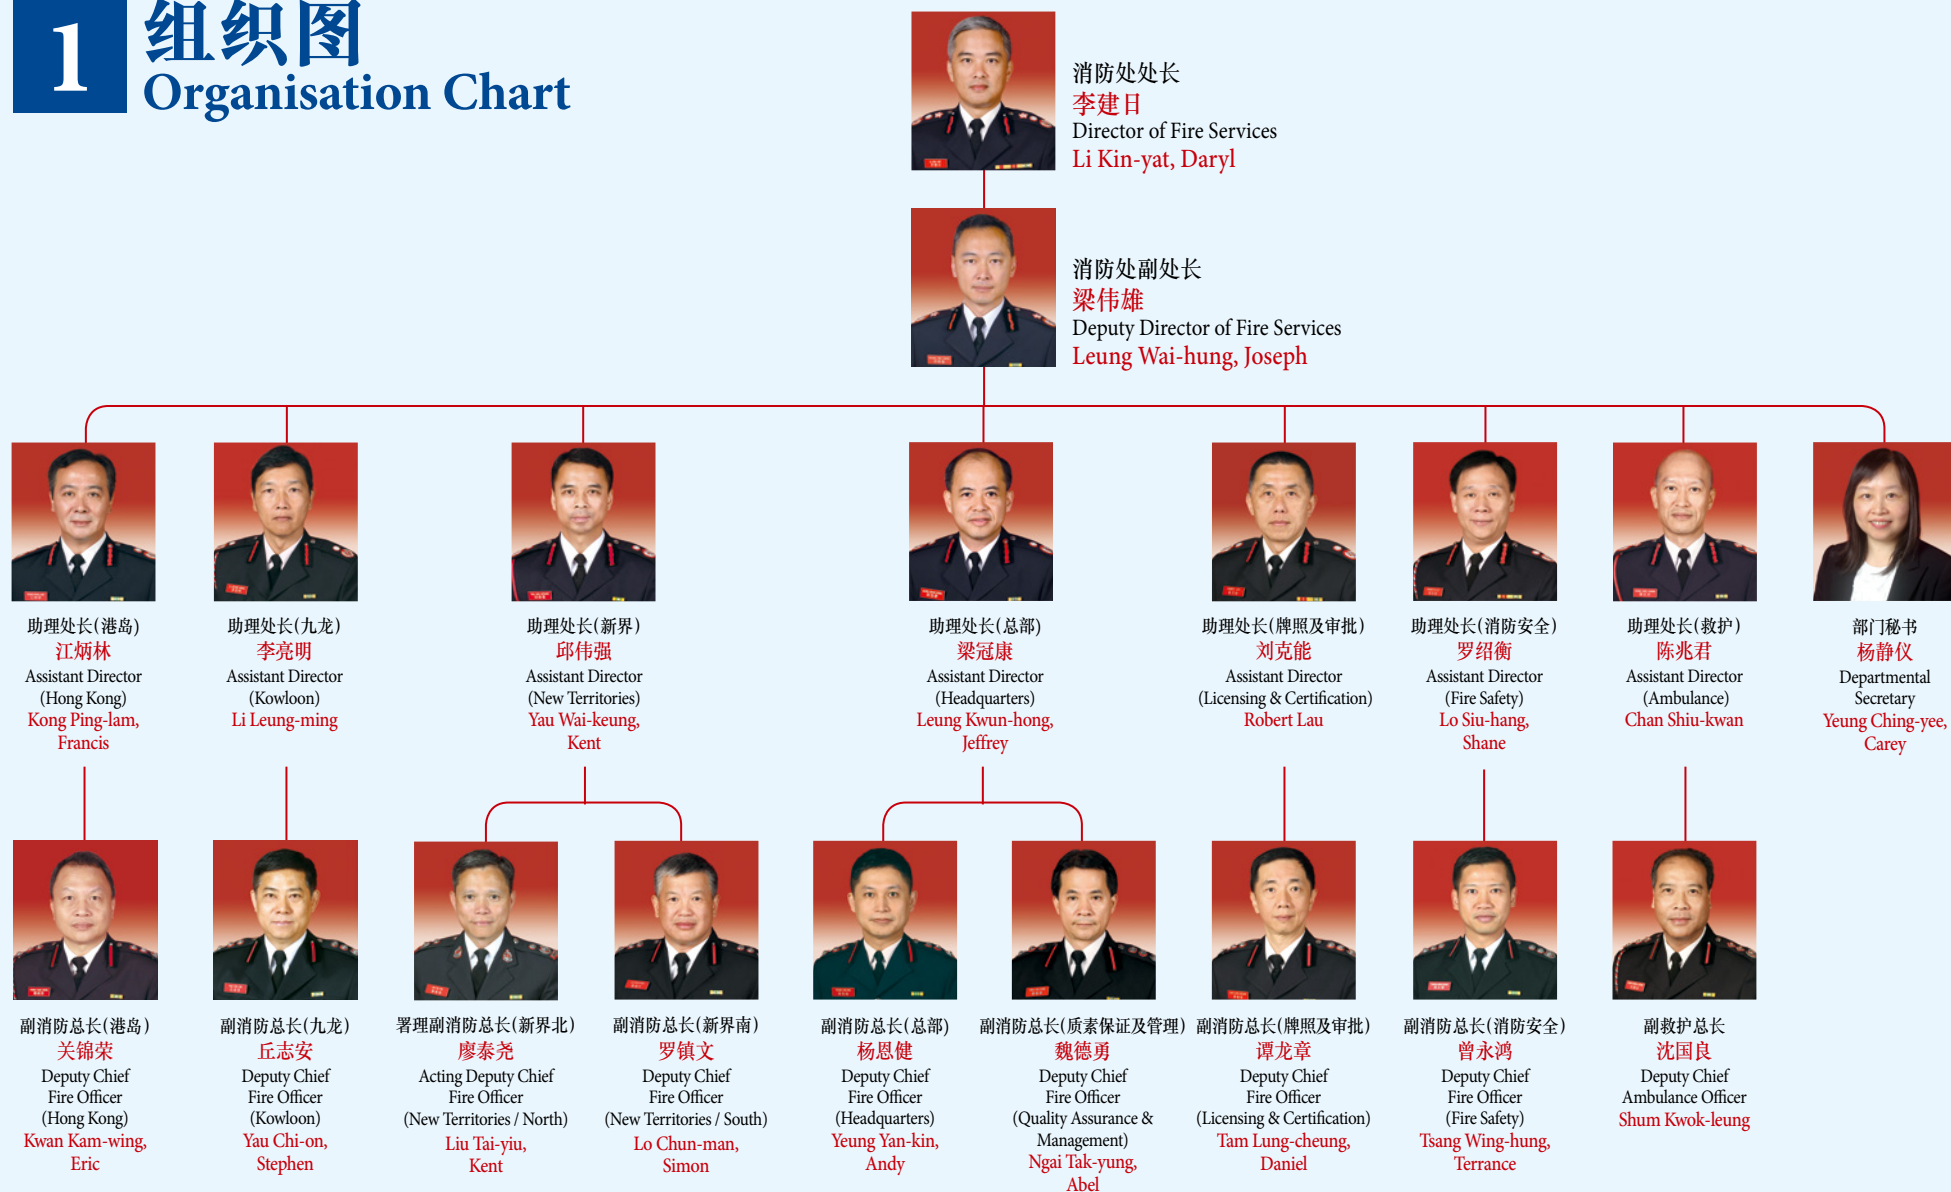 1
组织图
Organisation Chart
消防处处长
李建日
Director of Fire Services
Li Kin-yat, Daryl
消防处副处长
梁伟雄
Deputy Director of Fire Services
Leung Wai-hung, Joseph
助理处长(港岛)
江炳林
Assistant Director
(Hong Kong)
Kong Ping-lam,
Francis
助理处长(九龙)
李亮明
Assistant Director
(Kowloon)
Li Leung-ming
助理处长(新界)
邱伟强
Assistant Director
(New Territories)
Yau Wai-keung,
Kent
助理处长(总部)
梁冠康
Assistant Director
(Headquarters)
Leung Kwun-hong,
Jeffrey
助理处长(牌照及审批)
刘克能
Assistant Director
(Licensing & Certification)
Robert Lau
助理处长(消防安全)
罗绍衡
Assistant Director
(Fire Safety)
Lo Siu-hang,
Shane
助理处长(救护)
陈兆君
Assistant Director
(Ambulance)
Chan Shiu-kwan
部门秘书
杨静仪
Departmental
Secretary
Yeung Ching-yee,
Carey
副消防总长(港岛)
关锦荣
Deputy Chief
Fire Officer
(Hong Kong)
Kwan Kam-wing,
Eric
副消防总长(九龙)
丘志安
Deputy Chief
Fire Officer
(Kowloon)
Yau Chi-on,
Stephen
署理副消防总长(新界北)
廖泰尧
Acting Deputy Chief
Fire Officer
(New Territories / North)
Liu Tai-yiu,
Kent
副消防总长(新界南)
罗镇文
Deputy Chief
Fire Officer
(New Territories / South)
Lo Chun-man,
Simon
副消防总长(总部)
杨恩健
Deputy Chief
Fire Officer
(Headquarters)
Yeung Yan-kin,
Andy
副消防总长(质素保证及管理)
魏德勇
Deputy Chief
Fire Officer
(Quality Assurance &
Management)
Ngai Tak-yung,
Abel
副消防总长(牌照及审批)
谭龙章
Deputy Chief
Fire Officer
(Licensing & Certification)
Tam Lung-cheung,
Daniel
副消防总长(消防安全)
曾永鸿
Deputy Chief
Fire Officer
(Fire Safety)
Tsang Wing-hung,
Terrance
副救护总长
沈国良
Deputy Chief
Ambulance Officer
Shum Kwok-leung